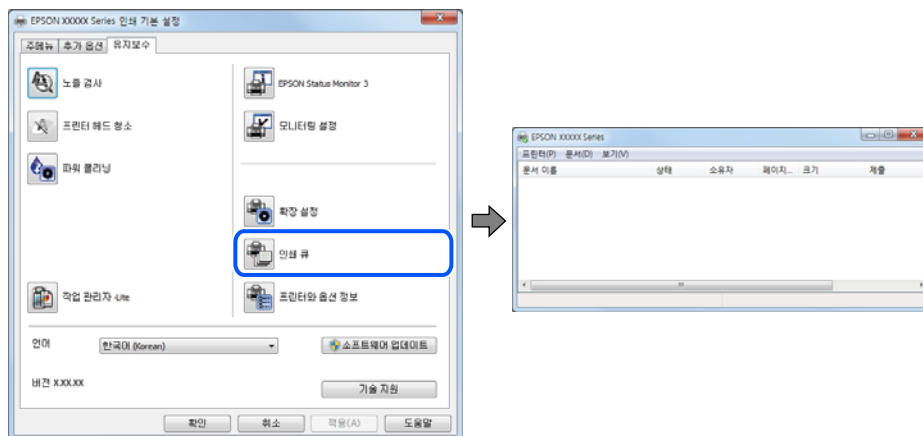 EPSON XXXXX Series 인쇄 기본 설정
주메뉴 추가 옵션 유지보수
노즐 검사
EPSON Status Monitor 3
프린터 헤드 청소
모니터링 설정
파워 클리닝
확장 설정
인쇄 큐
작업 관리자 -Lite
프린터와 옵션 정보
언어 한국어 (Korean)
소프트웨어 업데이트
버전 X.XX.XX
기술 지원
확인 취소 적용(A) 도움말
EPSON XXXXX Series
프린터(P) 문서(D) 보기(V)
문서 이름 상태 소유자 페이지... 크기 제출